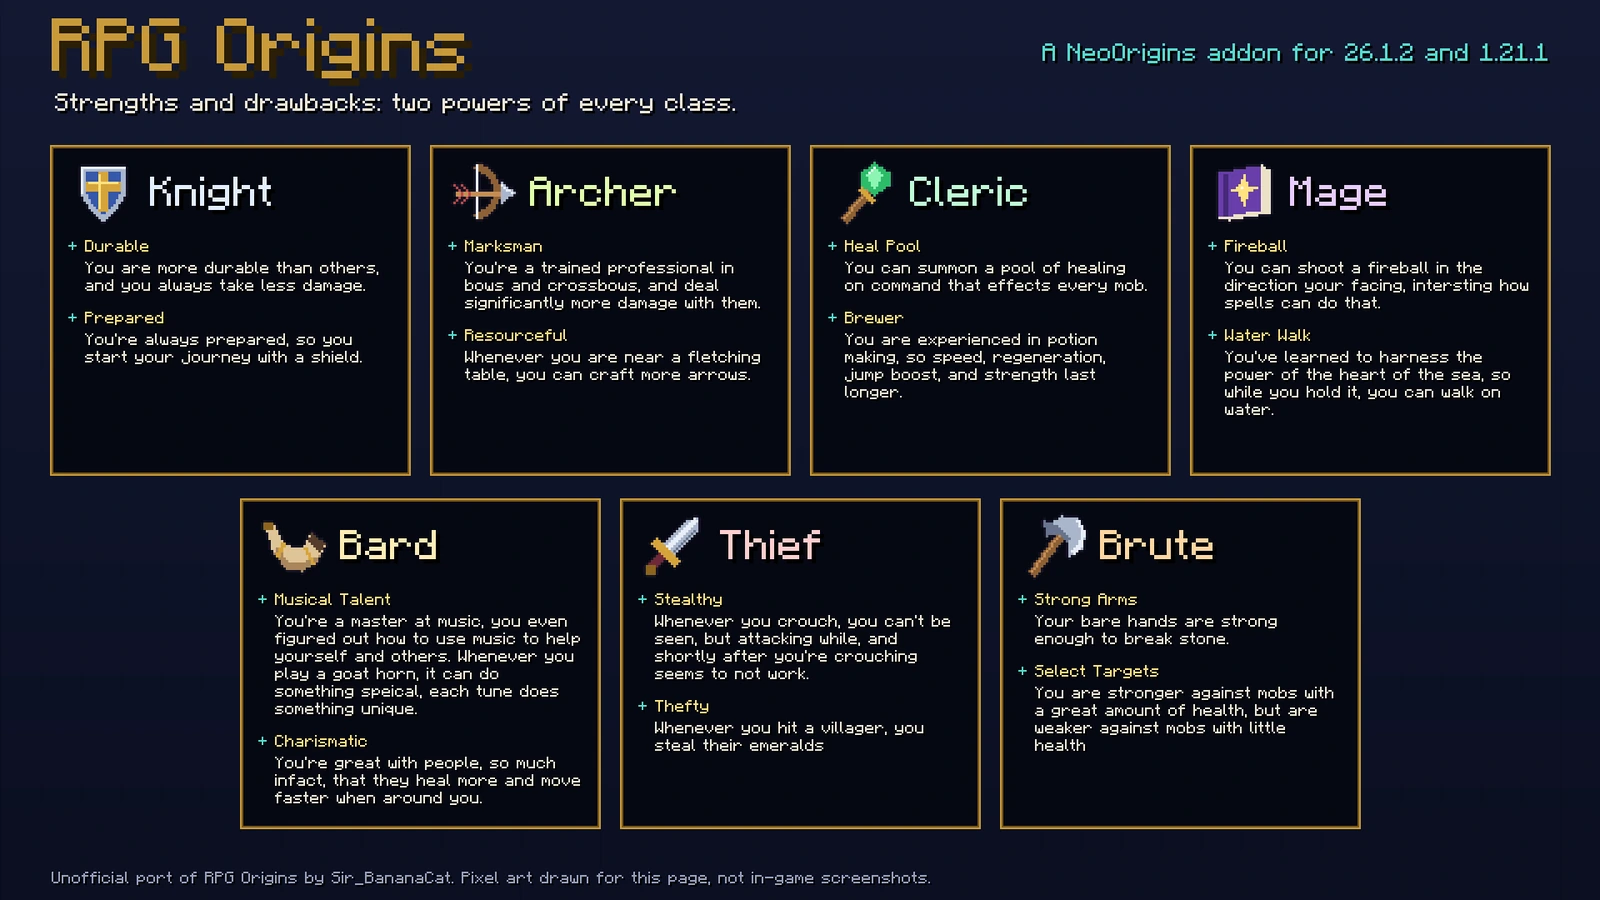 RPG Origins
A NeoOrigins addon for 26.1.2 and 1.21.1
Strengths and drawbacks: two powers of every class.
Knight
+ Durable
You are more durable than others,
and you always take less damage.
+ Prepared
You're always prepared, so you
start your journey with a shield.
Archer
+ Marksman
You're a trained professional in
bows and crossbows, and deal
significantly more damage with them.
+ Resourceful
Whenever you are near a fletching
table, you can craft more arrows.
Cleric
+ Heal Pool
You can summon a pool of healing
on command that effects every mob.
+ Brewer
You are experienced in potion
making, so speed, regeneration,
jump boost, and strength last
longer.
Mage
+ Fireball
You can shoot a fireball in the
direction your facing, intersting how
spells can do that.
+ Water Walk
You've learned to harness the
power of the heart of the sea, so
while you hold it, you can walk on
water.
Bard
+ Musical Talent
You're a master at music, you even
figured out how to use music to help
yourself and others. Whenever you
play a goat horn, it can do
something speical, each tune does
something unique.
+ Charismatic
You're great with people, so much
infact, that they heal more and move
faster when around you.
Thief
+ Stealthy
Whenever you crouch, you can't be
seen, but attacking while, and
shortly after you're crouching
seems to not work.
+ Thefty
Whenever you hit a villager, you
steal their emeralds
Brute
+ Strong Arms
Your bare hands are strong
enough to break stone.
+ Select Targets
You are stronger against mobs with
a great amount of health, but are
weaker against mobs with little
health
Unofficial port of RPG Origins by Sir_BananaCat. Pixel art drawn for this page, not in-game screenshots.